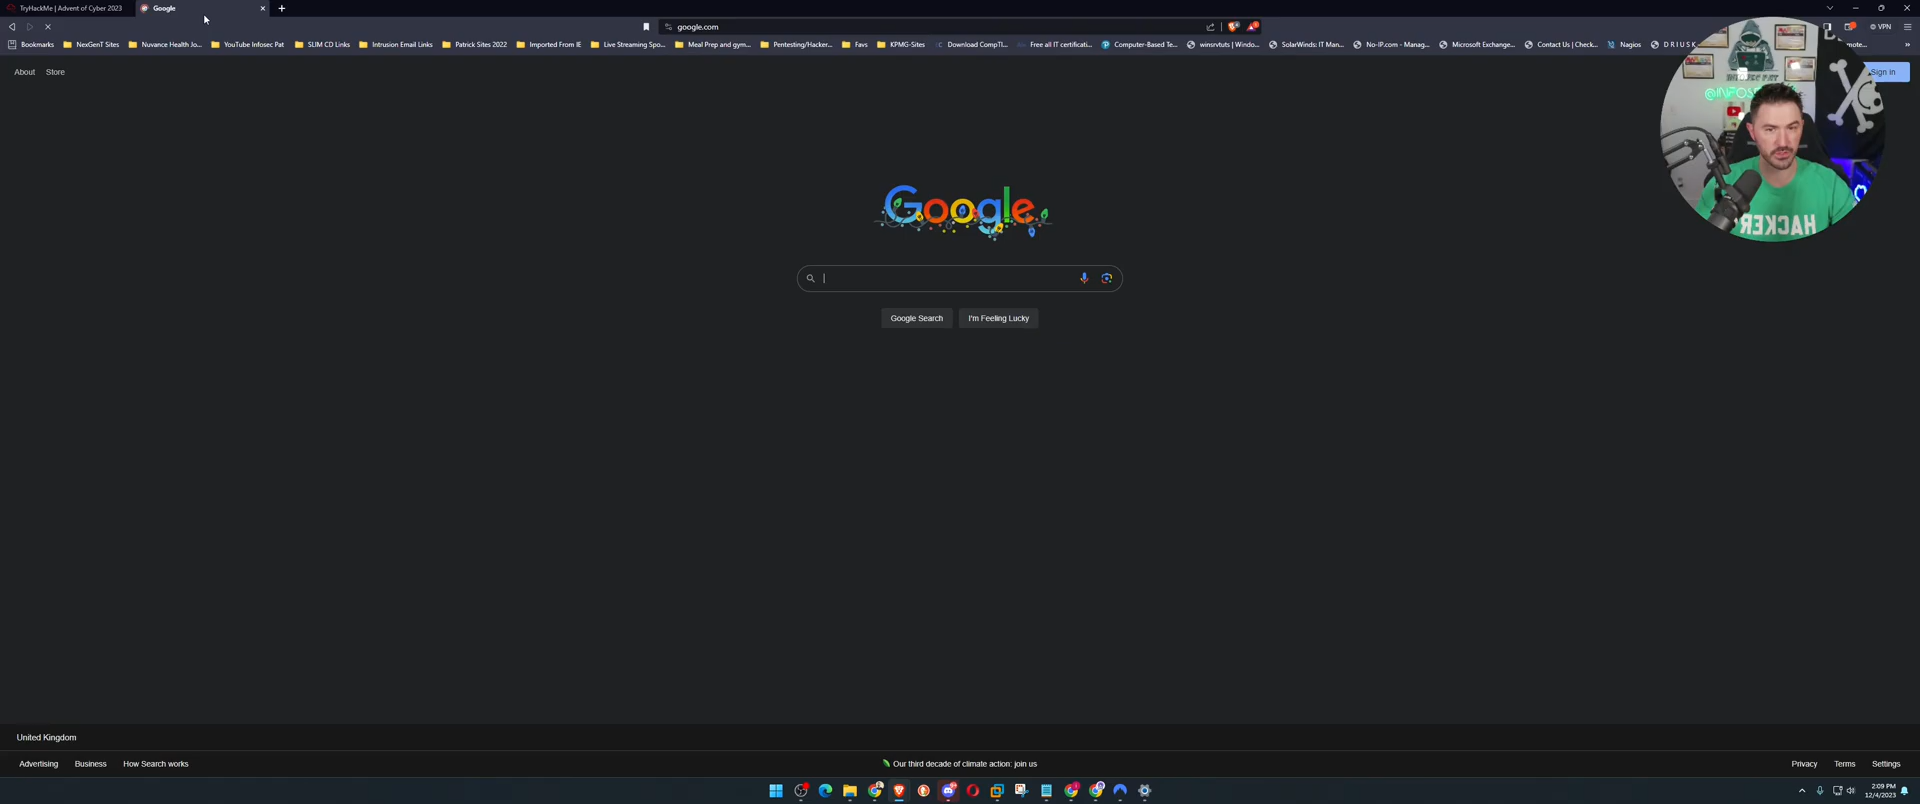 TryHackMe | Advent of Cyber 2023
Google
google.com
VPN
Bookmarks
NexGenT Sites
Nuvance Health Jo...
YouTube Infosec Pat
SLIM CD Links
Intrusion Email Links
Patrick Sites 2022
Imported From IE
Live Streaming Spo...
Meal Prep and gym...
Pentesting/Hacker...
Favs
KPMG-Sites
Download CompTI...
Free all IT certificati...
Computer-Based Te...
winsrvtuts | Windo...
SolarWinds: IT Man...
No-IP.com - Manag...
Microsoft Exchange...
Contact Us | Check...
Nagios
D R I U S K
mote...
»
About
Store
Sign in
INFOSEC PAT
HACKER
Google
Google Search
I'm Feeling Lucky
United Kingdom
Advertising
Business
How Search works
Our third decade of climate action: join us
Privacy
Terms
Settings
2:09 PM
12/4/2023